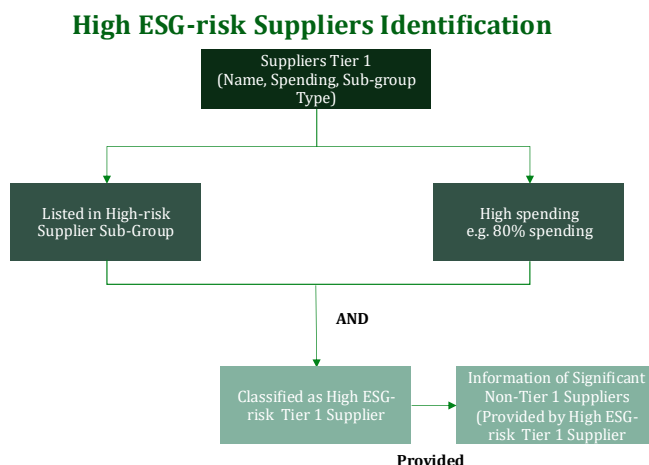 High ESG-risk Suppliers Identification
Suppliers Tier 1
(Name, Spending, Sub-group
Type)
Listed in High-risk
Supplier Sub-Group
High spending
e.g. 80% spending
AND
Classified as High ESG-
risk Tier 1 Supplier
Information of Significant
Non-Tier 1 Suppliers
(Provided by High ESG-
risk Tier 1 Supplier
Provided